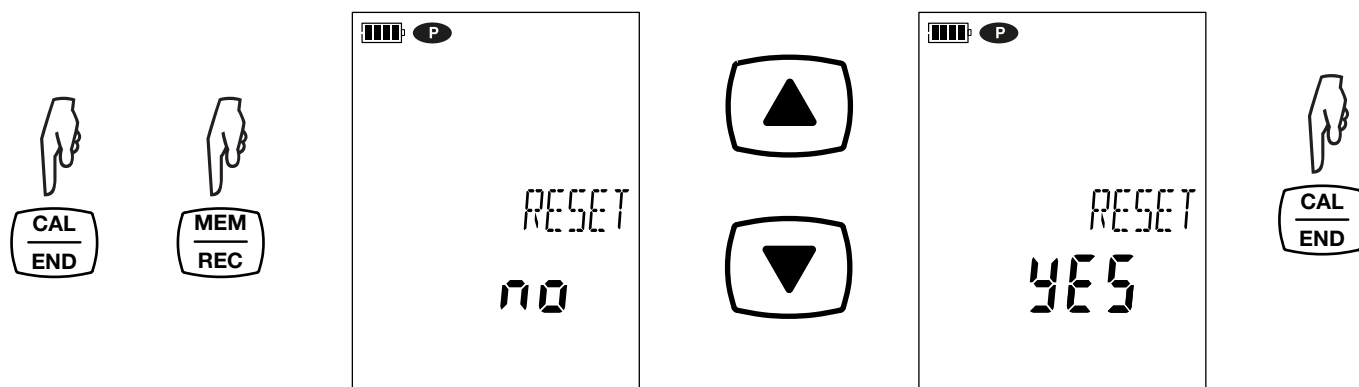 CAL
END
MEM
REC
P
RESET
no
P
RESET
YES
CAL
END